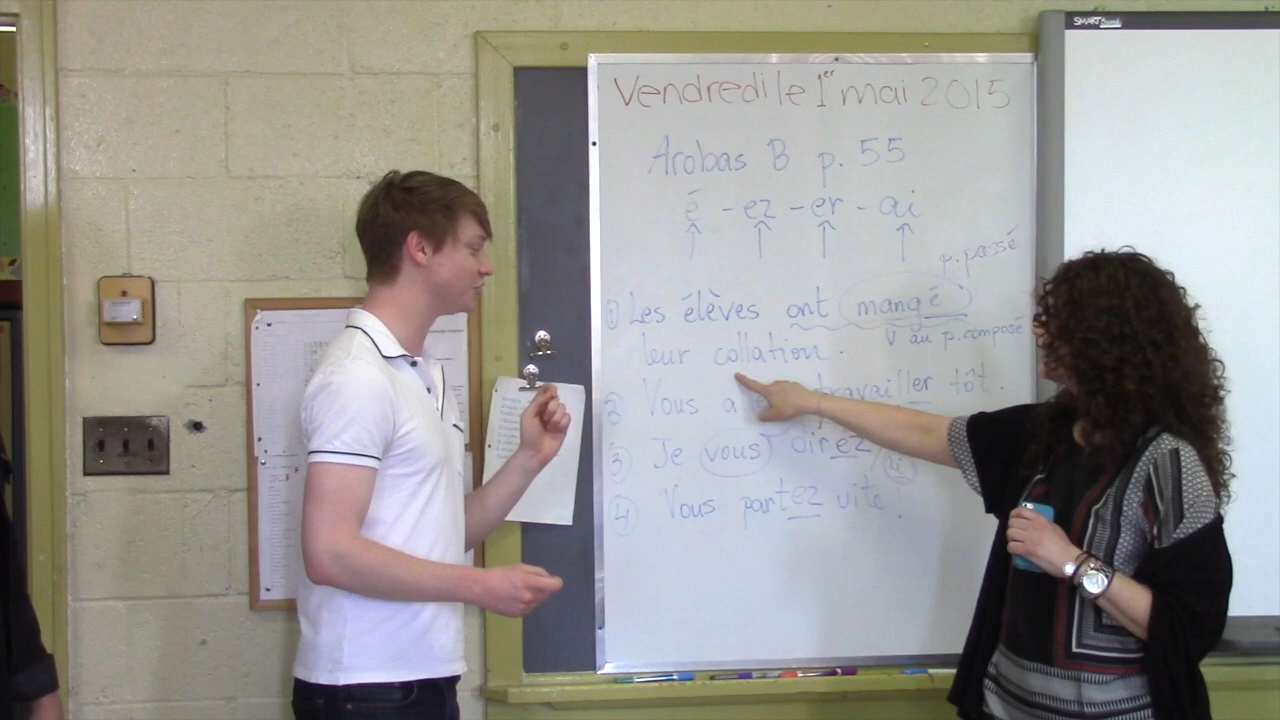 SMART Board
Vendredi le 1er mai 2015
Arobas B p. 55
é - ez - er - ai
↑ ↑ ↑ ↑
p. passé
① Les élèves ont mangé
V au p. composé
leur collation.
② Vous a travailler tôt.
③ Je vous
④ Vous partez vite.